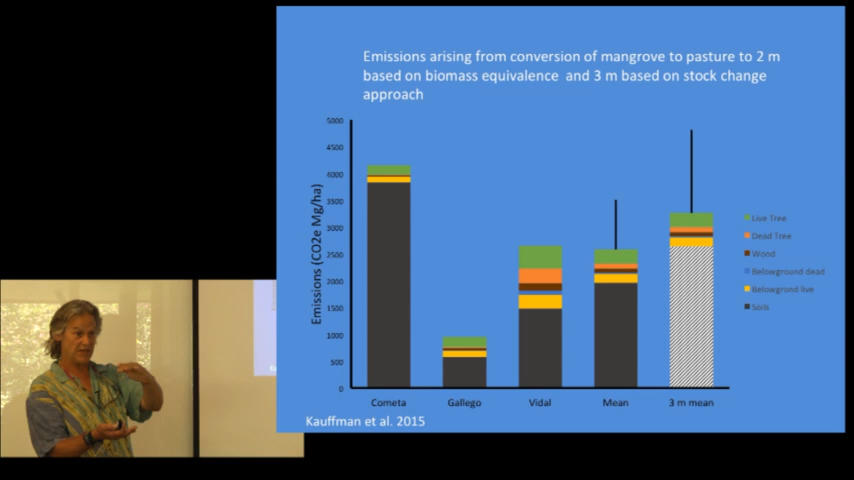 Emissions arising from conversion of mangrove to pasture to 2 m
based on biomass equivalence and 3 m based on stock change
approach
Emissions (CO2e Mg/ha)
5000
4500
4000
3500
3000
2500
2000
1500
1000
500
0
Live Tree
Dead Tree
Wood
Belowground dead
Belowgrond live
Soils
Cometa Gallego Vidal Mean 3 m mean
Kauffman et al. 2015